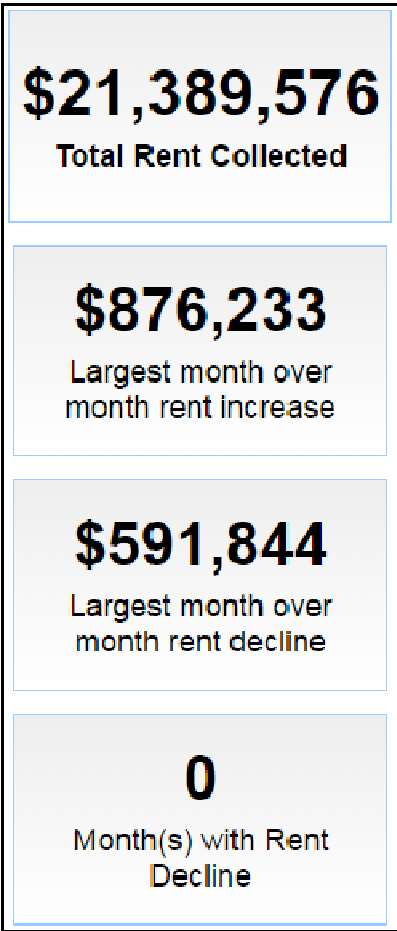 $21,389,576
Total Rent Collected
$876,233
Largest month over
month rent increase
$591,844
Largest month over
month rent decline
0
Month(s) with Rent
Decline